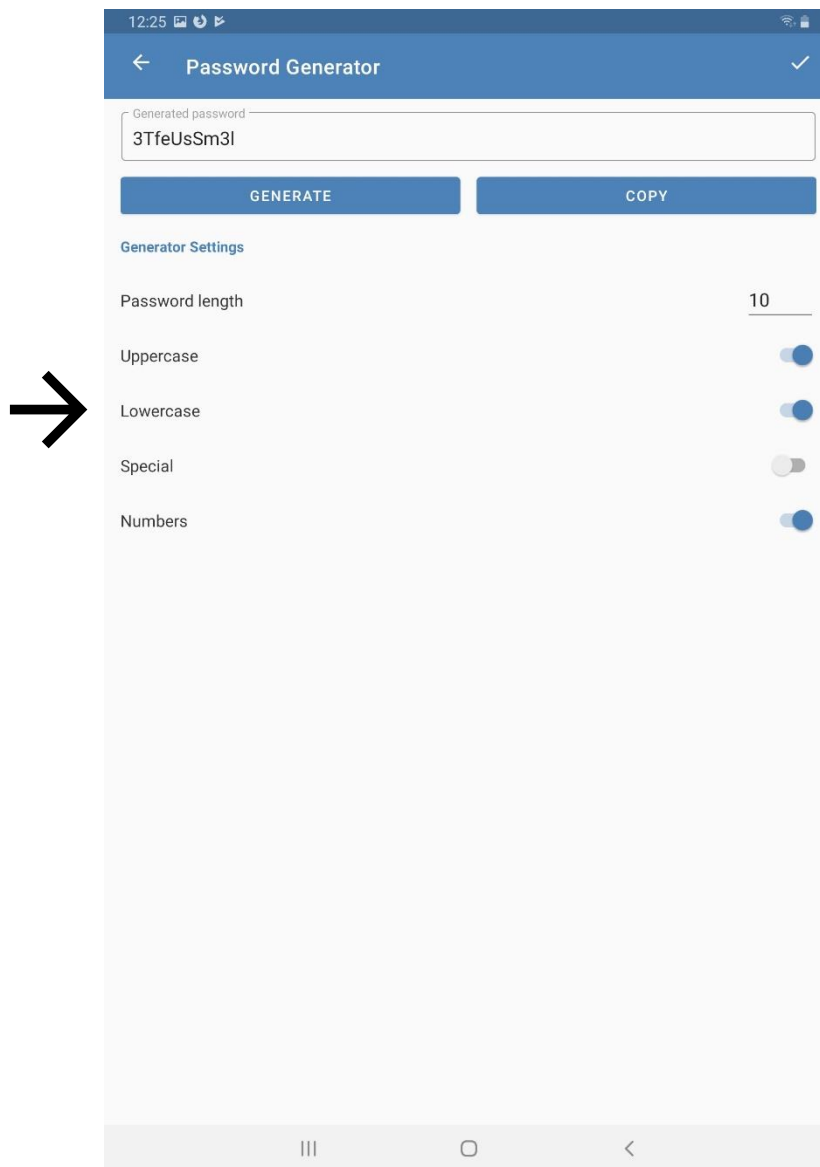 12:25
Password Generator
Generated password
3TfeUsSm3l
GENERATE
COPY
Generator Settings
Password length
10
Uppercase
Lowercase
Special
Numbers